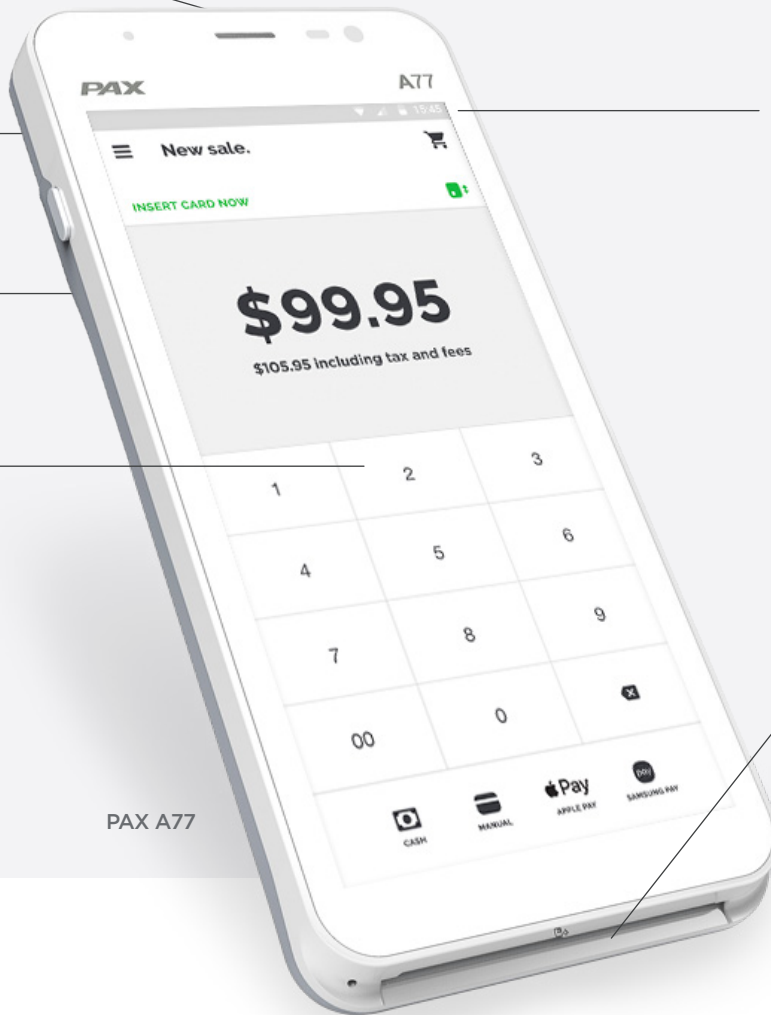 PAX A77
15:45
New sale.
INSERT CARD NOW
$99.95
$105.95 including tax and fees
1 2 3
4 5 6
7 8 9
00 0
Pay pay
CASH MANUAL APPLE PAY SAMSUNG PAY
PAX A77